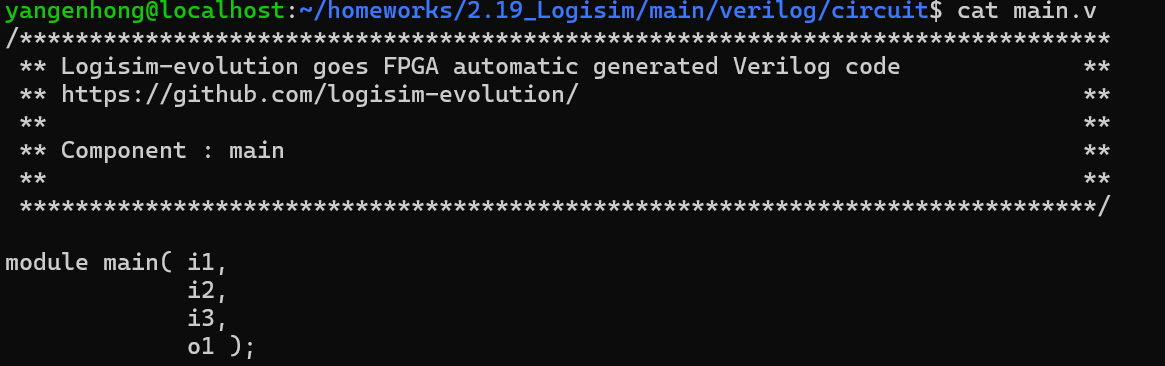 yangenhong@localhost:~/homeworks/2.19_Logisim/main/verilog/circuit$ cat main.v
/******************************************************************************
 ** Logisim-evolution goes FPGA automatic generated Verilog code             **
 ** https://github.com/logisim-evolution/                                    **
 **                                                                          **
 ** Component : main                                                         **
 **                                                                          **
 *****************************************************************************/

module main( i1,
             i2,
             i3,
             o1 );